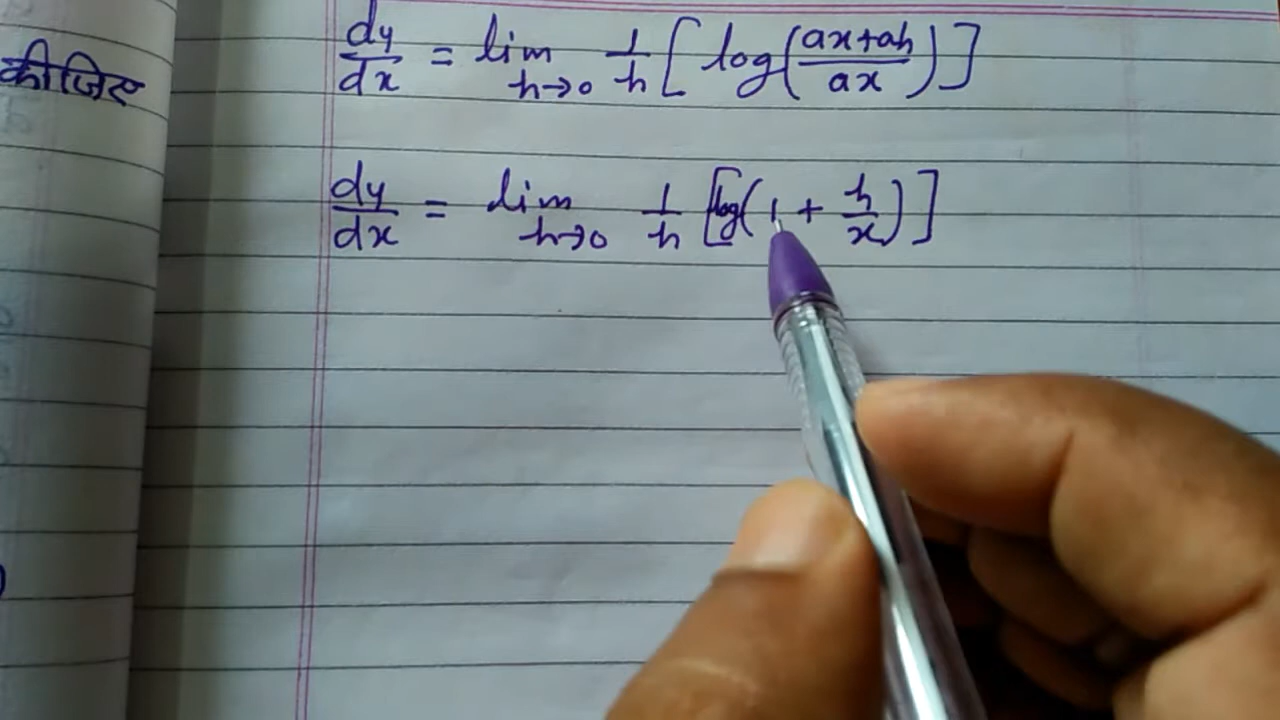 dy/dx = lim h→0 1/h [ log( (ax+ah)/ax ) ]
कीजिए
dy/dx = lim h→0 1/h [ log( 1 + h/x ) ]